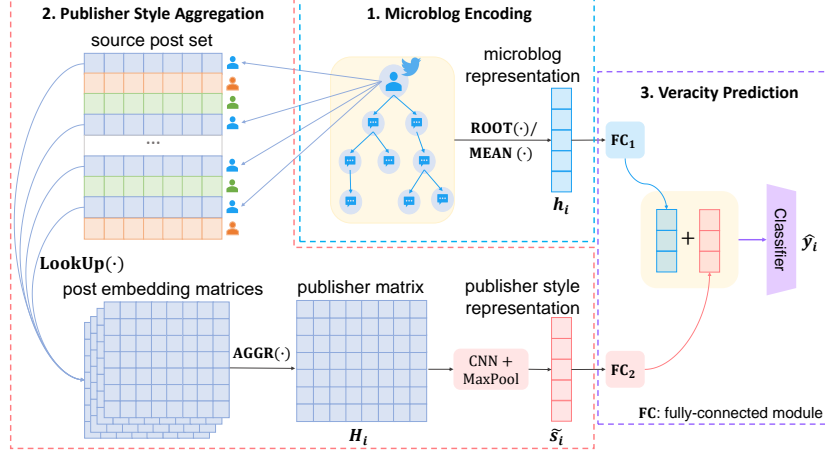 2. Publisher Style Aggregation
source post set
...
LookUp(·)
post embedding matrices
AGGR(·)
publisher matrix
H_i
CNN +
MaxPool
publisher style
representation
s̃_i
1. Microblog Encoding
microblog
representation
ROOT(·)/
MEAN (·)
h_i
3. Veracity Prediction
FC₁
+
Classifier
ŷ_i
FC₂
FC: fully-connected module